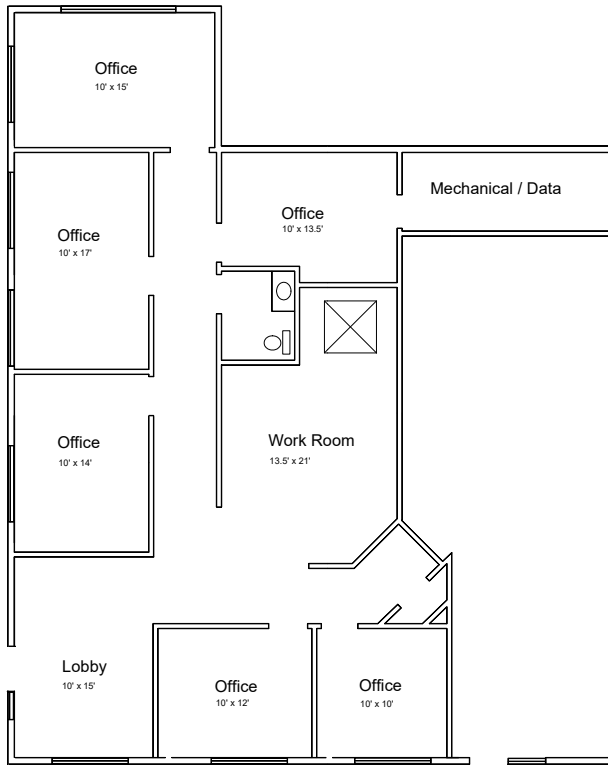 Office
10' x 15'
Mechanical / Data
Office
10' x 13.5'
Office
10' x 17'
Office
10' x 14'
Work Room
13.5' x 21'
Lobby
10' x 15'
Office
10' x 12'
Office
10' x 10'